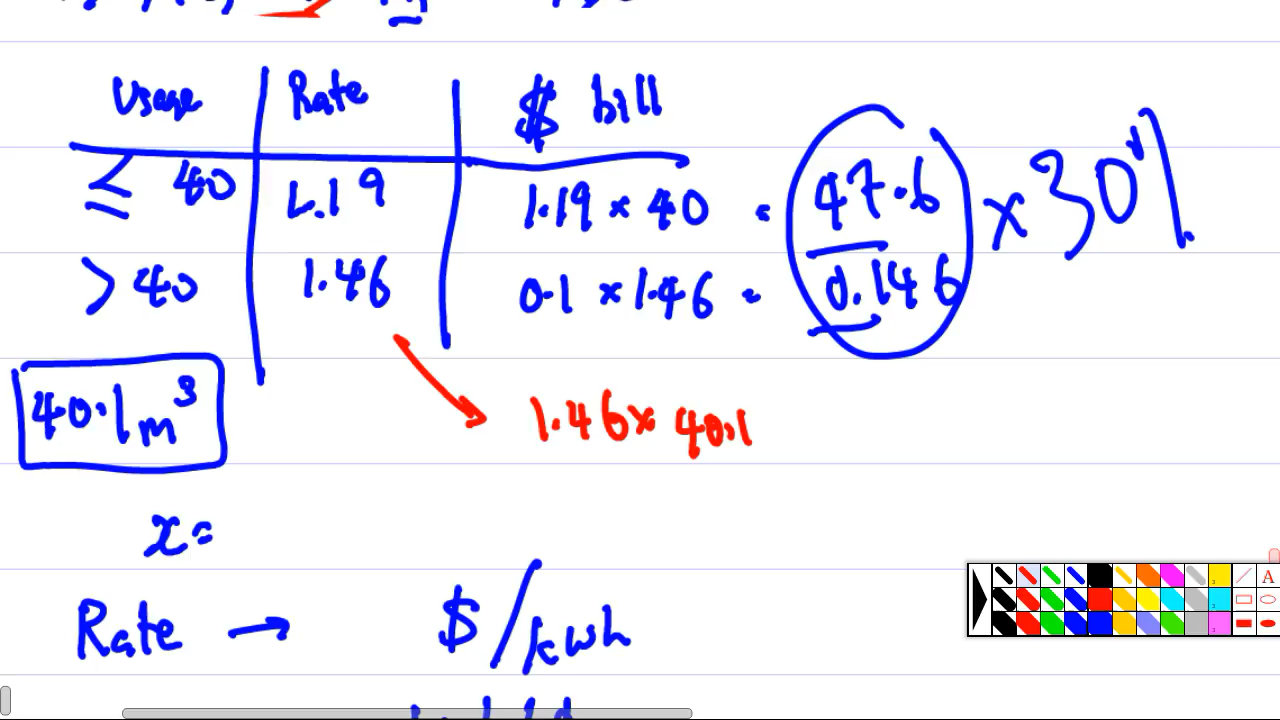 Usage Rate $ bill
≤ 40 1.19 1.19 × 40 = 47.6 × 30%
> 40 1.46 0.1 × 1.46 = 0.146
40.1 m³
1.46 × 40.1
x =
Rate → $/kwh
A